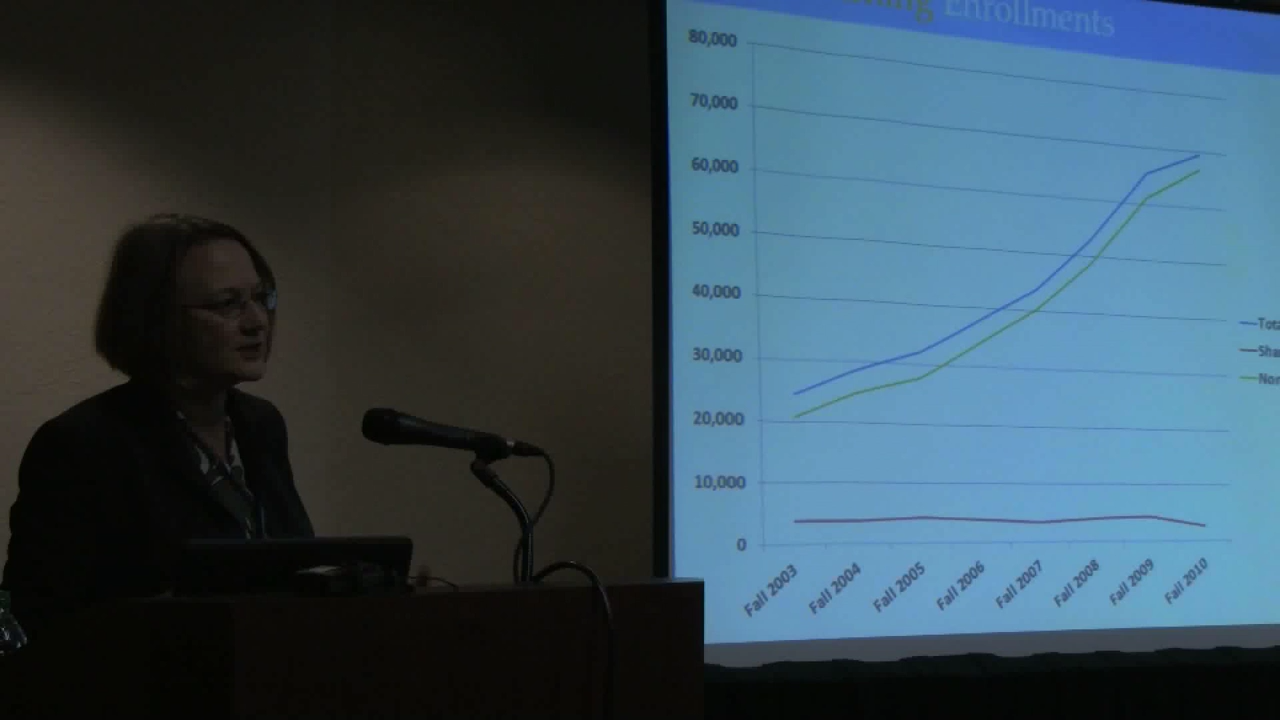 Enrollments
80,000
70,000
60,000
50,000
40,000
30,000
20,000
10,000
0
Fall 2003
Fall 2004
Fall 2005
Fall 2006
Fall 2007
Fall 2008
Fall 2009
Fall 2010